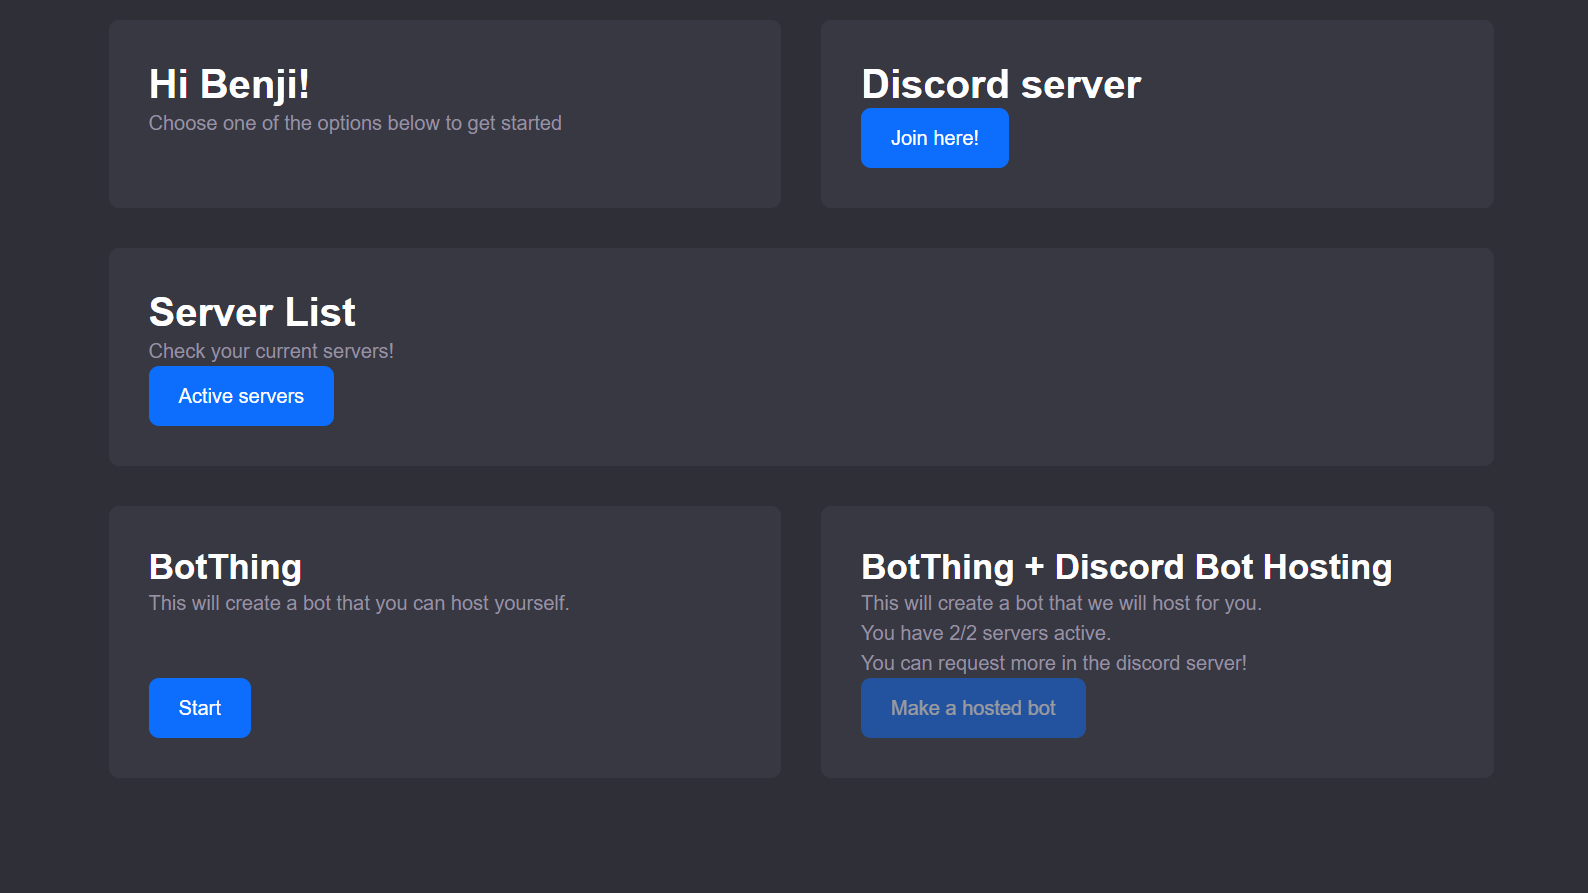 Hi Benji!
Choose one of the options below to get started
Discord server
Join here!
Server List
Check your current servers!
Active servers
BotThing
This will create a bot that you can host yourself.
Start
BotThing + Discord Bot Hosting
This will create a bot that we will host for you.
You have 2/2 servers active.
You can request more in the discord server!
Make a hosted bot